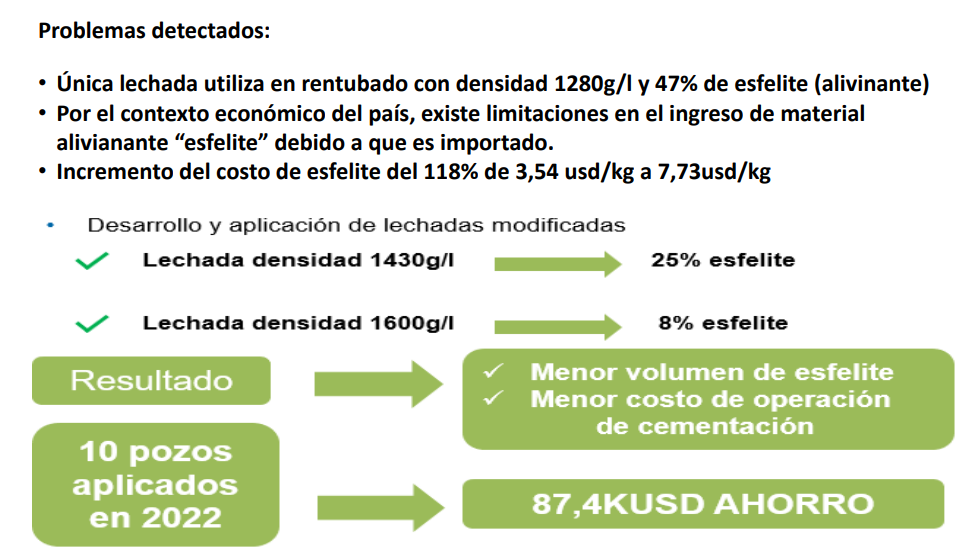 Problemas detectados:
• Única lechada utiliza en rentubado con densidad 1280g/l y 47% de esfelite (alivinante)
• Por el contexto económico del país, existe limitaciones en el ingreso de material
alivianante “esfelite” debido a que es importado.
• Incremento del costo de esfelite del 118% de 3,54 usd/kg a 7,73usd/kg
• Desarrollo y aplicación de lechadas modificadas
Lechada densidad 1430g/l 25% esfelite
Lechada densidad 1600g/l 8% esfelite
Resultado
Menor volumen de esfelite
Menor costo de operación
de cementación
10 pozos
aplicados
en 2022
87,4KUSD AHORRO